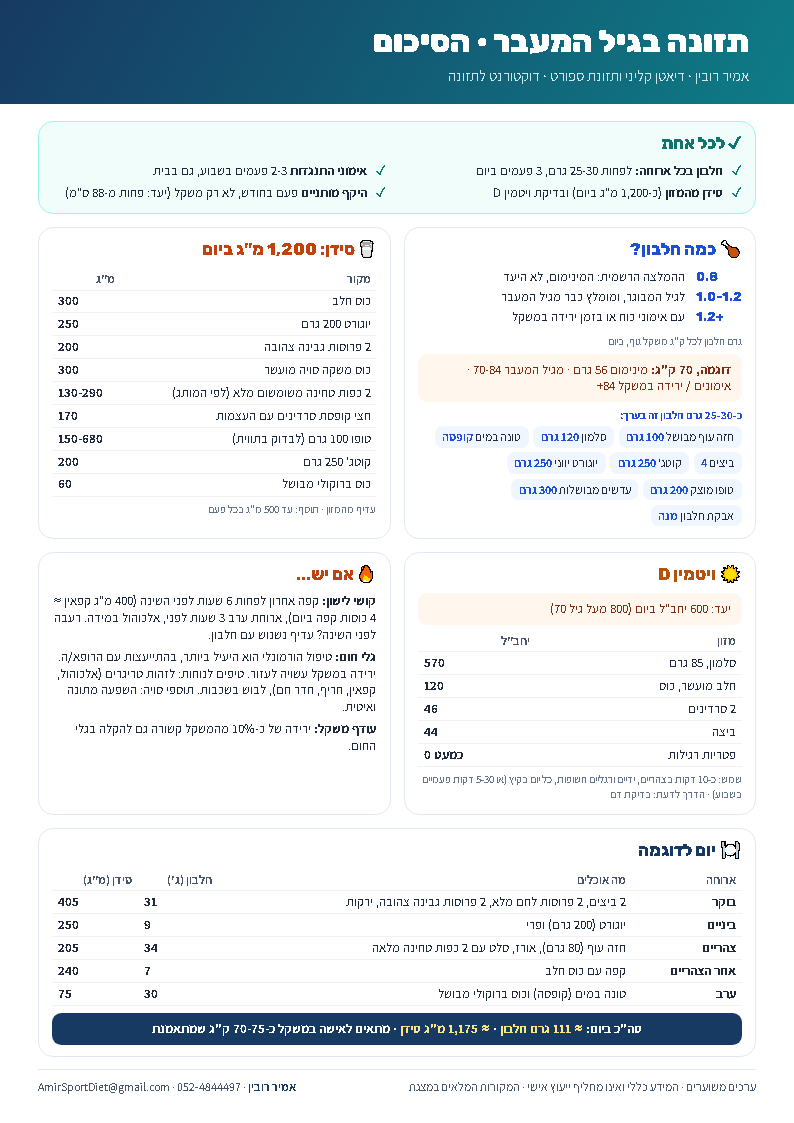 תזונה בגיל המעבר · הסיכום
אמיר רובין · דיאטן קליני ותזונת ספורט · דוקטורנט לתזונה
✓ לכל אחת
✓ חלבון בכל ארוחה: לפחות 25-30 גרם, 3 פעמים ביום
✓ אימוני התנגדות 2-3 פעמים בשבוע, גם בבית
✓ סידן מהמזון (כ-1,200 מ"ג ביום) ובדיקת ויטמין D
✓ היקף מותניים פעם בחודש, לא רק משקל (יעד: פחות מ-88 ס"מ)
כמה חלבון?
0.8 ההמלצה הרשמית: המינימום, לא היעד
1.0-1.2 לגיל המבוגר, ומומלץ כבר מגיל המעבר
1.2+ עם אימוני כוח או בזמן ירידה במשקל
גרם חלבון לכל ק"ג משקל גוף, ביום
דוגמה, 70 ק"ג: מינימום 56 גרם · מגיל המעבר 70-84 ·
אימונים / ירידה במשקל 84+
כ-25-30 גרם חלבון זה בערך:
חזה עוף מבושל 100 גרם סלמון 120 גרם טונה במים קופסה
ביצים 4 קוטג' 250 גרם יוגורט יווני 250 גרם
טופו מוצק 200 גרם עדשים מבושלות 300 גרם
אבקת חלבון מנה
סידן: 1,200 מ"ג ביום
מקור מ"ג
כוס חלב 300
יוגורט 200 גרם 250
2 פרוסות גבינה צהובה 200
כוס משקה סויה מועשר 300
2 כפות טחינה משומשום מלא (לפי המותג) 130-290
חצי קופסת סרדינים עם העצמות 170
טופו 100 גרם (לבדוק בתווית) 150-680
קוטג' 250 גרם 200
כוס ברוקולי מבושל 60
עדיף מהמזון · תוסף: עד 500 מ"ג בכל פעם
ויטמין D
יעד: 600 יחב"ל ביום (800 מעל גיל 70)
מזון יחב"ל
סלמון, 85 גרם 570
חלב מועשר, כוס 120
2 סרדינים 46
ביצה 44
פטריות רגילות כמעט 0
שמש: כ-10 דקות בצהריים, ידיים ורגליים חשופות, כל יום בקיץ (או 5-30 דקות פעמיים
בשבוע) · הדרך לדעת: בדיקת דם
אם יש...
קושי לישון: קפה אחרון לפחות 6 שעות לפני השינה (400 מ"ג קפאין ≈
4 כוסות קפה ביום), ארוחת ערב 3 שעות לפני, אלכוהול במידה. רעבה
לפני השינה? עדיף נשנוש עם חלבון.
גלי חום: טיפול הורמונלי הוא היעיל ביותר, בהתייעצות עם הרופא/ה.
ירידה במשקל עשויה לעזור. טיפים לנוחות: לזהות טריגרים (אלכוהול,
קפאין, חריף, חדר חם), לבוש בשכבות. תוספי סויה: השפעה מתונה
ואיטית.
עודף משקל: ירידה של כ-10% מהמשקל קשורה גם להקלה בגלי
החום.
יום לדוגמה
ארוחה מה אוכלים חלבון (ג') סידן (מ"ג)
בוקר 2 ביצים, 2 פרוסות לחם מלא, 2 פרוסות גבינה צהובה, ירקות 31 405
ביניים יוגורט (200 גרם) ופרי 9 250
צהריים חזה עוף (80 גרם), אורז, סלט עם 2 כפות טחינה מלאה 34 205
אחר הצהריים קפה עם כוס חלב 7 240
ערב טונה במים (קופסה) וכוס ברוקולי מבושל 30 75
סה"כ ביום: ≈ 111 גרם חלבון · ≈ 1,175 מ"ג סידן · מתאים לאישה במשקל כ-70-75 ק"ג שמתאמנת
ערכים משוערים · המידע כללי ואינו מחליף ייעוץ אישי · המקורות המלאים במצגת
אמיר רובין · 052-4844497 · AmirSportDiet@gmail.com